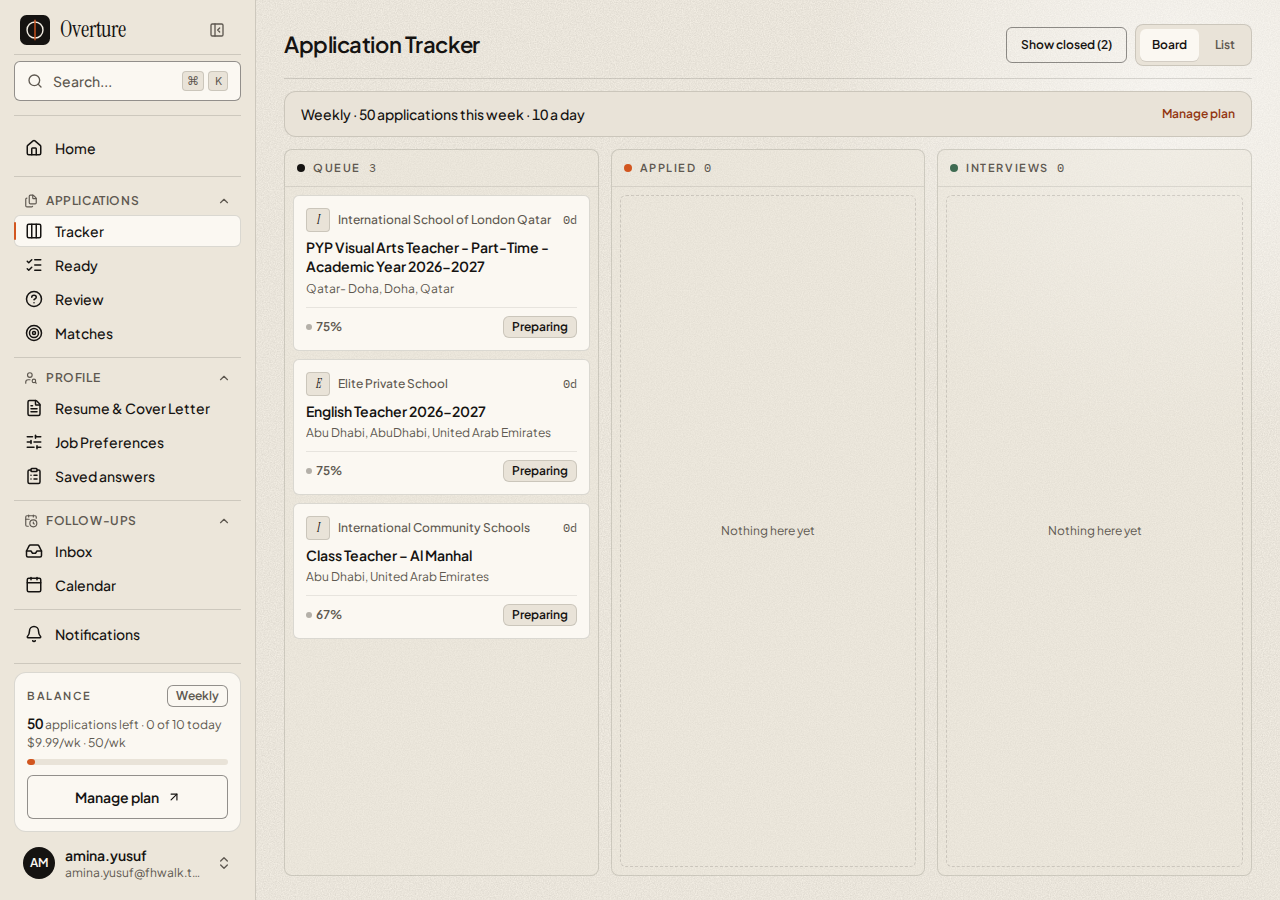 Overture
Search...
⌘ K
Home
APPLICATIONS
Tracker
Ready
Review
Matches
PROFILE
Resume & Cover Letter
Job Preferences
Saved answers
FOLLOW-UPS
Inbox
Calendar
Notifications
BALANCE Weekly
50 applications left · 0 of 10 today
$9.99/wk · 50/wk
Manage plan
AM
amina.yusuf
amina.yusuf@fhwalk.t...
Application Tracker
Show closed (2)
Board List
Weekly · 50 applications this week · 10 a day
Manage plan
QUEUE 3
I International School of London Qatar 0d
PYP Visual Arts Teacher - Part-Time -
Academic Year 2026–2027
Qatar- Doha, Doha, Qatar
75% Preparing
E Elite Private School 0d
English Teacher 2026–2027
Abu Dhabi, AbuDhabi, United Arab Emirates
75% Preparing
I International Community Schools 0d
Class Teacher – Al Manhal
Abu Dhabi, United Arab Emirates
67% Preparing
APPLIED 0
Nothing here yet
INTERVIEWS 0
Nothing here yet